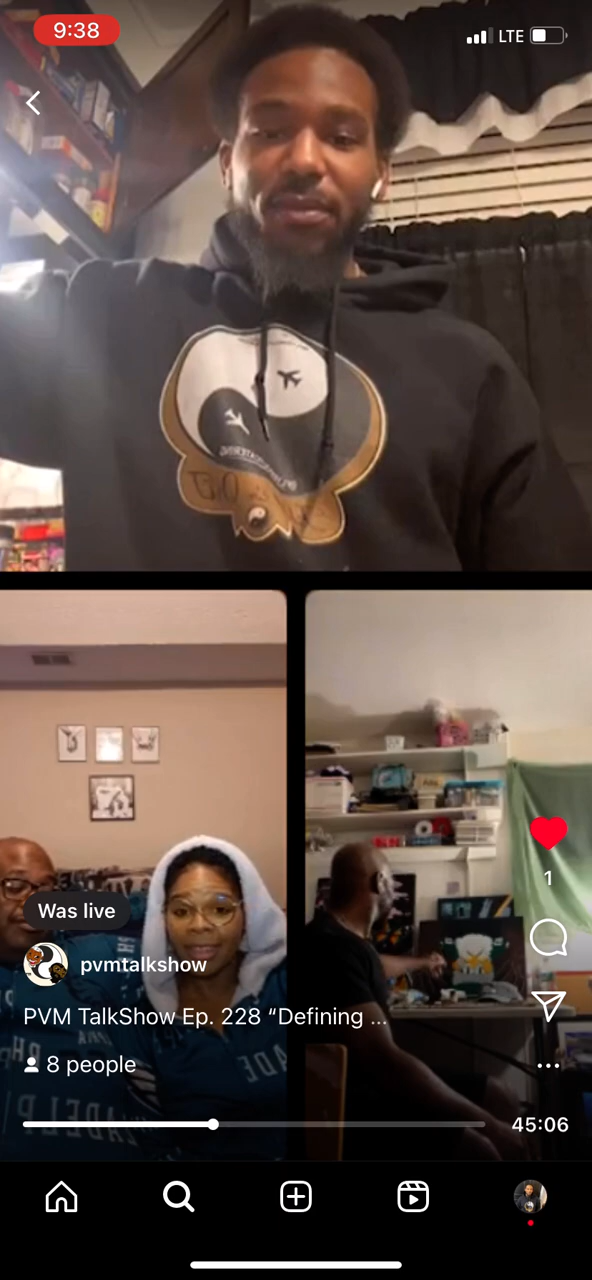 9:38
LTE
Was live
pvmtalkshow
PVM TalkShow Ep. 228 “Defining ...
1
8 people
45:06